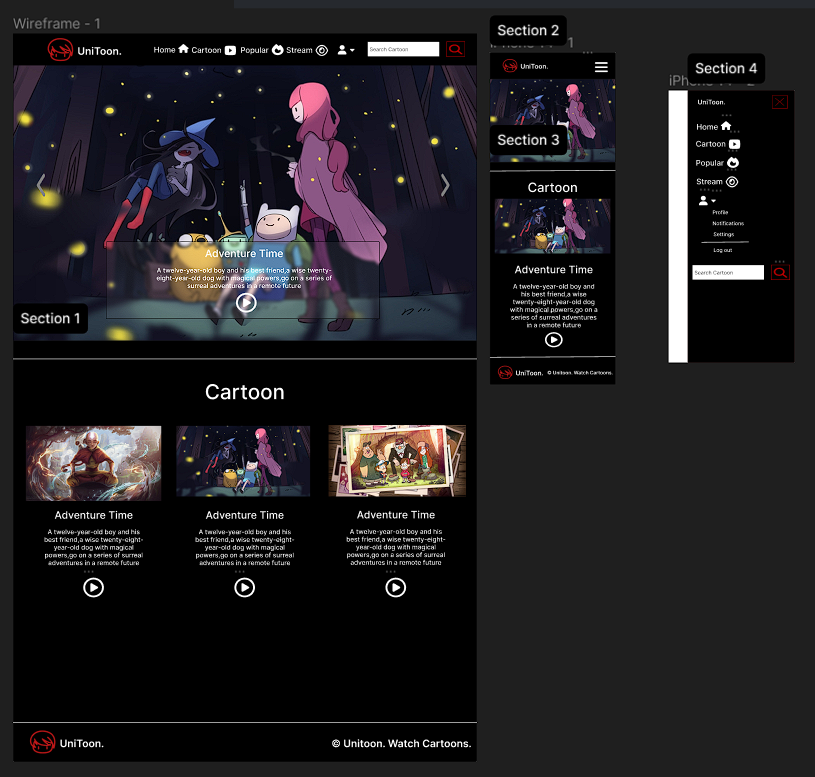 Wireframe - 1
UniToon.
Home Cartoon Popular Stream
Search Cartoon
Adventure Time
A twelve-year-old boy and his best friend,a wise twenty-
eight-year-old dog with magical powers,go on a series of
surreal adventures in a remote future
Section 1
Cartoon
Adventure Time
A twelve-year-old boy and his
best friend,a wise twenty-eight-
year-old dog with magical
powers,go on a series of surreal
adventures in a remote future
Adventure Time
A twelve-year-old boy and his
best friend,a wise twenty-eight-
year-old dog with magical
powers,go on a series of surreal
adventures in a remote future
Adventure Time
A twelve-year-old boy and his
best friend,a wise twenty-eight-
year-old dog with magical
powers,go on a series of surreal
adventures in a remote future
UniToon.
© Unitoon. Watch Cartoons.
Section 2
UniToon.
Section 3
Cartoon
Adventure Time
A twelve-year-old boy and
his best friend,a wise
twenty-eight-year-old dog
with magical powers,go on a
series of surreal adventures
in a remote future
UniToon.
© Unitoon. Watch Cartoons.
Section 4
UniToon.
Home
Cartoon
Popular
Stream
Profile
Notifications
Settings
Log out
Search Cartoon